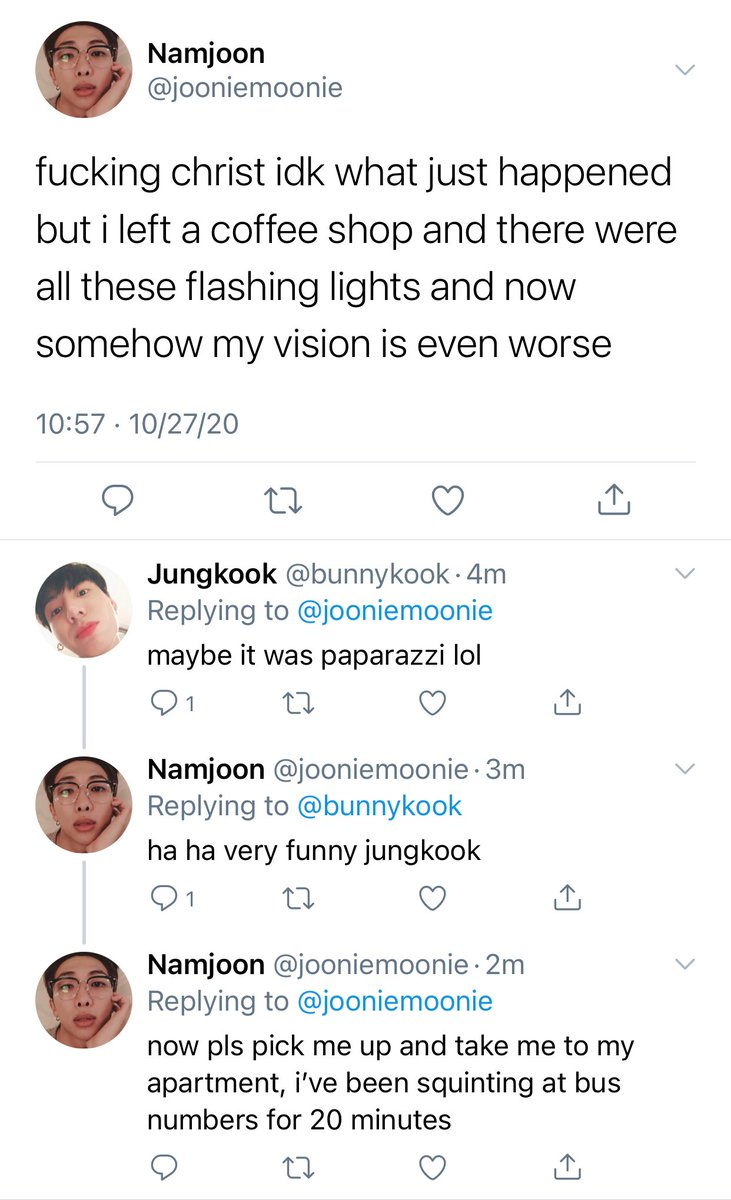 Namjoon
@jooniemoonie
fucking christ idk what just happened
but i left a coffee shop and there were
all these flashing lights and now
somehow my vision is even worse
10:57 · 10/27/20
Jungkook @bunnykook · 4m
Replying to @jooniemoonie
maybe it was paparazzi lol
1
Namjoon @jooniemoonie · 3m
Replying to @bunnykook
ha ha very funny jungkook
1
Namjoon @jooniemoonie · 2m
Replying to @jooniemoonie
now pls pick me up and take me to my
apartment, i’ve been squinting at bus
numbers for 20 minutes